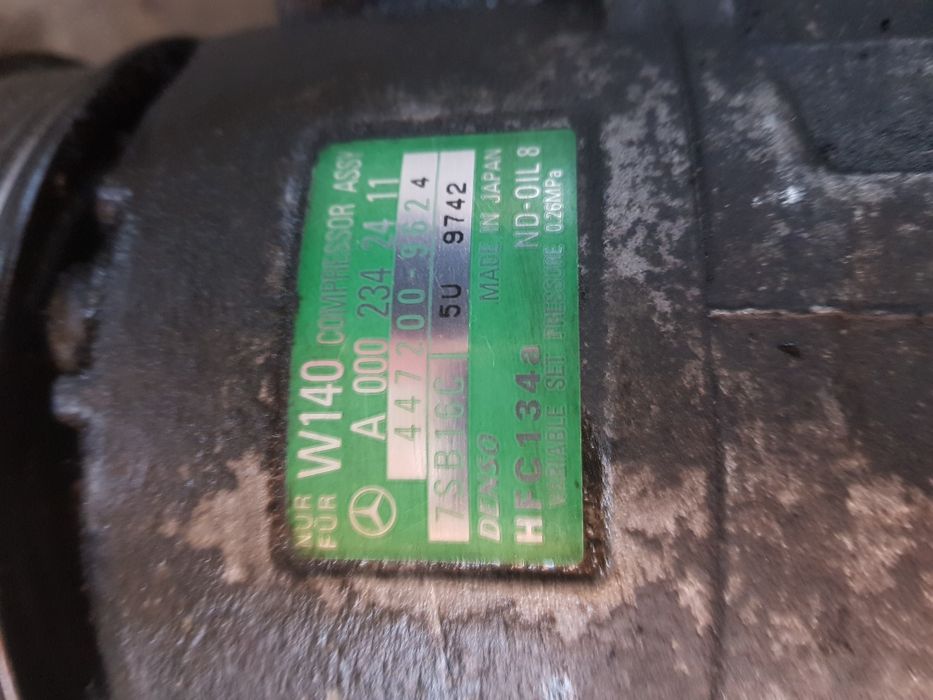 NUR FÜR W140 COMPRESSOR ASSY
A 000 234 24 11
447200-9624
7SB16C 5U 9742
DENSO MADE IN JAPAN
HFC134a ND-OIL 8
VARIABLE SET PRESSURE 0.26MPa